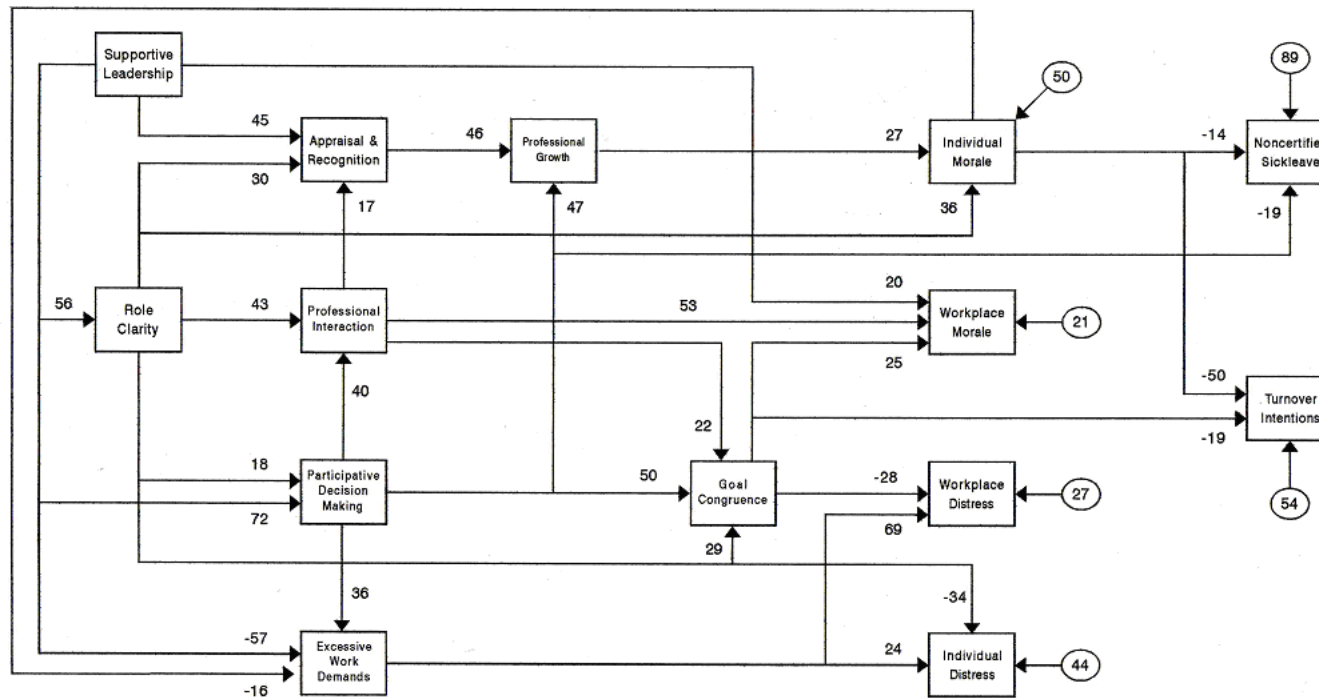 Supportive
Leadership
50
89
45
Appraisal &
Recognition
46
Professional
Growth
27
Individual
Morale
-14
Noncertifie
Sickleave
30
17
47
36
-19
56
Role
Clarity
43
Professional
Interaction
53
20
Workplace
Morale
21
25
40
22
-50
Turnover
Intentions
-19
18
Participative
Decision
Making
72
50
Goal
Congruence
-28
Workplace
Distress
27
69
54
29
36
-34
-57
Excessive
Work
Demands
-16
24
Individual
Distress
44